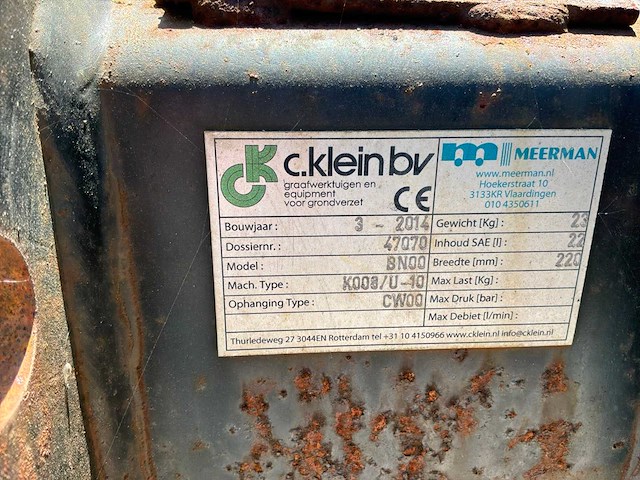 CK c.klein bv
graafwerktuigen en
equipment
voor grondverzet
CE
MEERMAN
www.meerman.nl
Hoekerstraat 10
3133KR Vlaardingen
010 4350611
Bouwjaar : 3 - 2014
Dossiernr. : 47070
Model : BN00
Mach. Type : K008/U-10
Ophanging Type : CW00
Gewicht [Kg] : 23
Inhoud SAE [l] : 22
Breedte [mm] : 220
Max Last [Kg] :
Max Druk [bar] :
Max Debiet [l/min] :
Thurledeweg 27 3044EN Rotterdam tel +31 10 4150966 www.cklein.nl info@cklein.nl